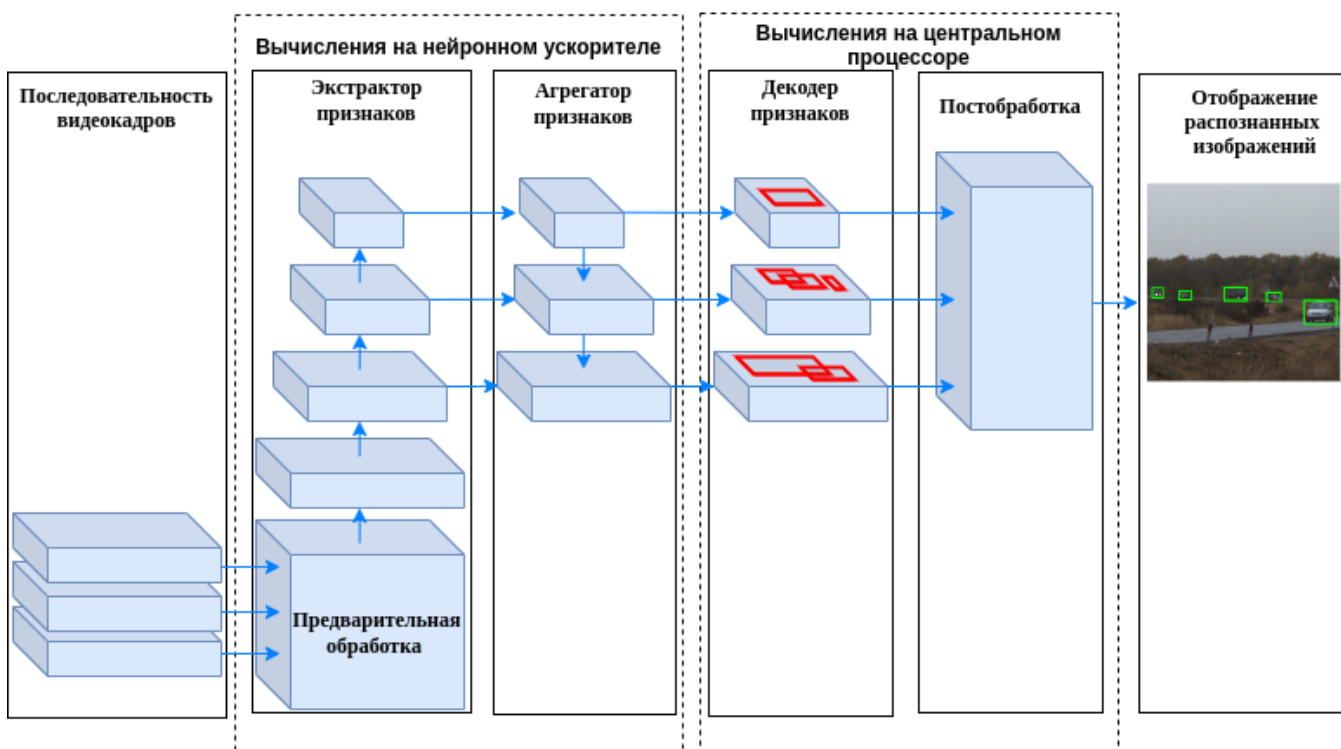 Вычисления на нейронном ускорителе
Вычисления на центральном
процессоре
Последовательность
видеокадров
Экстрактор
признаков
Агрегатор
признаков
Декодер
признаков
Постобработка
Отображение
распознанных
изображений
Предварительная
обработка